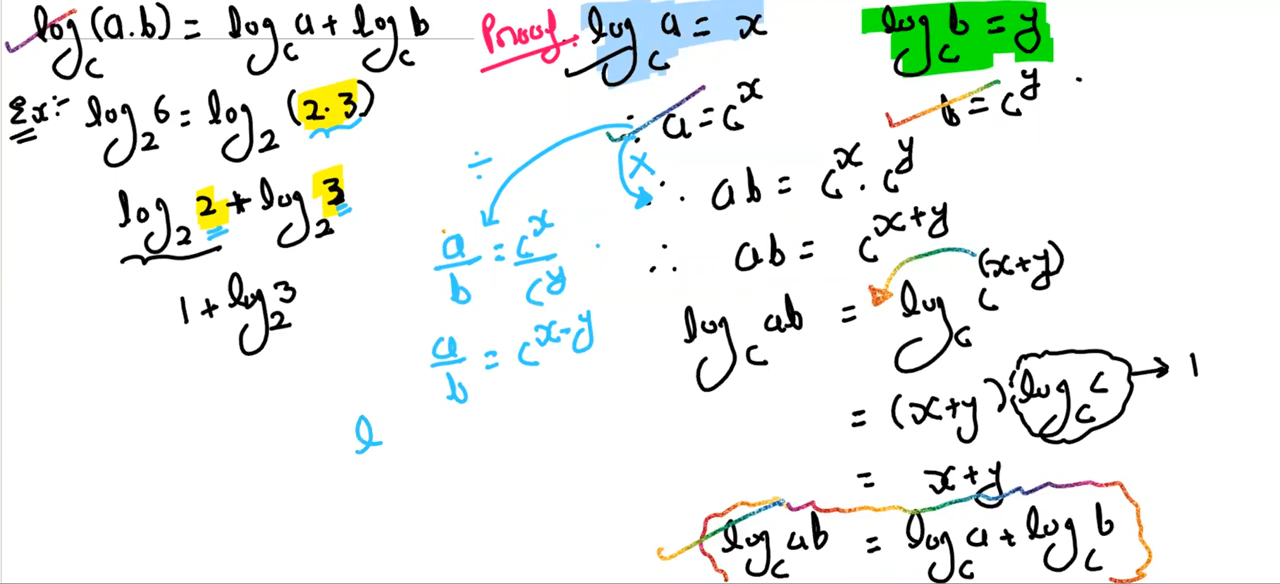 log_c (a.b) = log_c a + log_c b
Ex:- log_2 6 = log_2 (2.3)
log_2 2 + log_2 3
1 + log_2 3
Proof. log_c a = x
log_c b = y
∴ a = c^x
b = c^y
÷
×
∴ ab = c^x . c^y
∴ ab = c^(x+y)
log_c ab = log_c c^(x+y)
= (x+y) log_c c → 1
= x+y
log_c ab = log_c a + log_c b
a/b = c^x/c^y
a/b = c^(x-y)
l